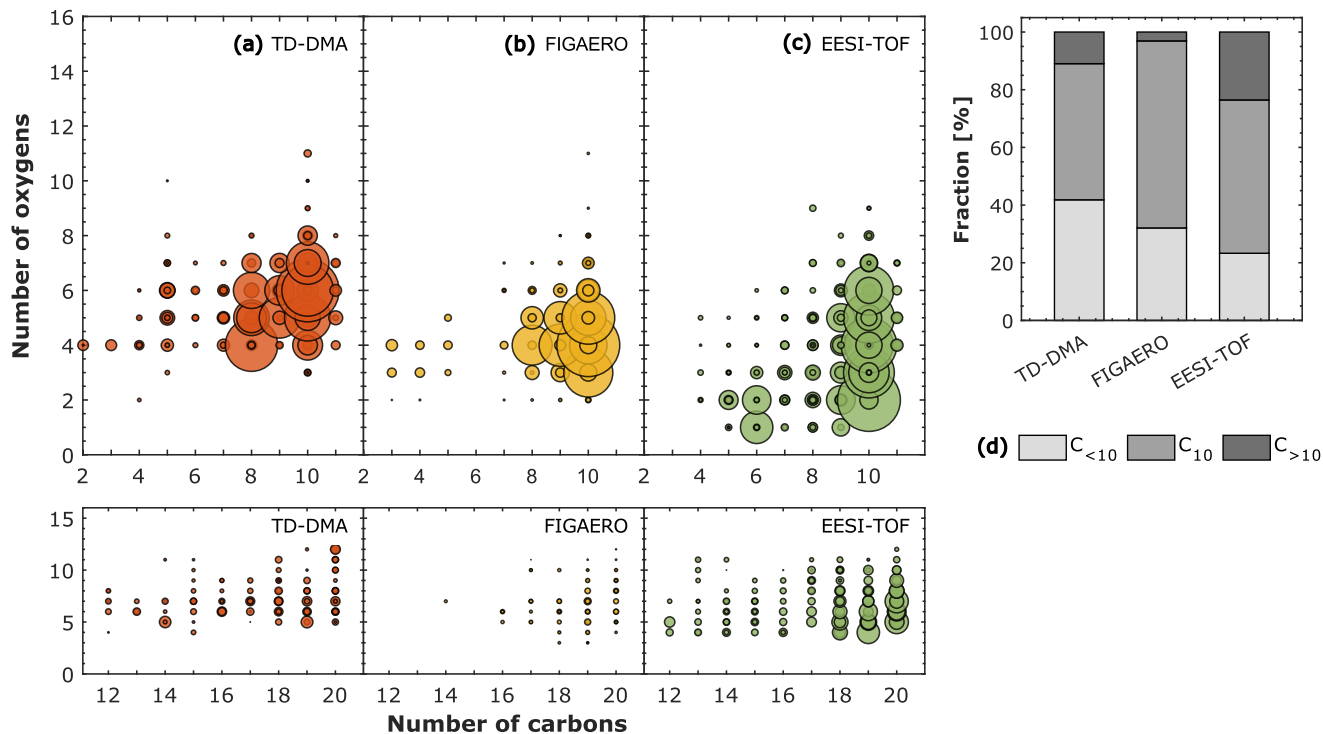 (a) TD-DMA
(b) FIGAERO
(c) EESI-TOF
16
14
12
10
8
6
4
2
0
Number of oxygens
2 4 6 8 10
2 4 6 8 10
2 4 6 8 10
TD-DMA
FIGAERO
EESI-TOF
15
10
5
0
12 14 16 18 20
12 14 16 18 20
12 14 16 18 20
Number of carbons
100
80
60
40
20
0
Fraction [%]
TD-DMA
FIGAERO
EESI-TOF
(d) C<10 C10 C>10